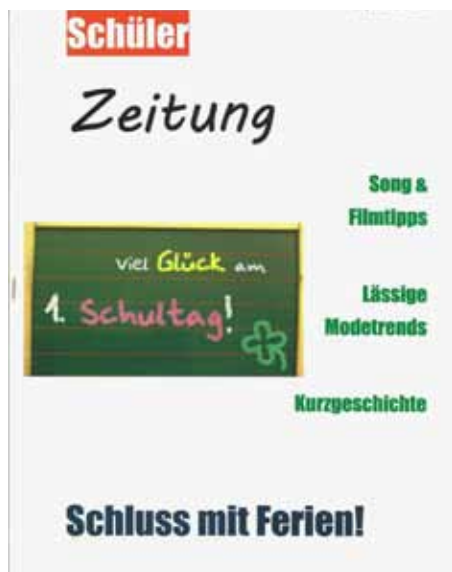 Schüler
Zeitung
Song &
Filmtipps
viel Glück am
1. Schultag!
Lässige
Modetrends
Kurzgeschichte
Schluss mit Ferien!